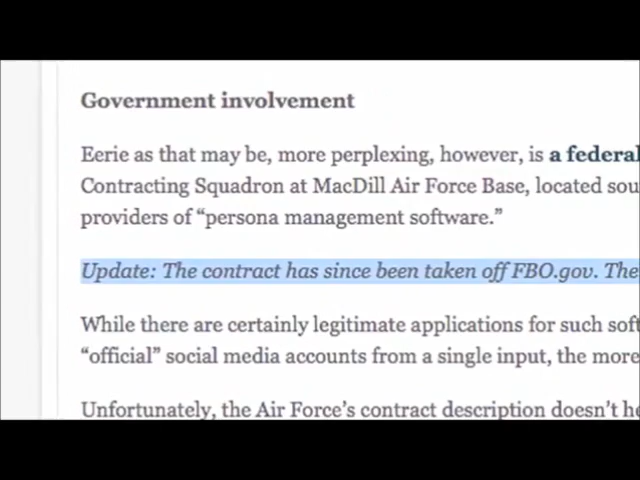 Government involvement
Eerie as that may be, more perplexing, however, is a federal
Contracting Squadron at MacDill Air Force Base, located sou
providers of “persona management software.”
Update: The contract has since been taken off FBO.gov. The
While there are certainly legitimate applications for such soft
“official” social media accounts from a single input, the more
Unfortunately, the Air Force’s contract description doesn’t he